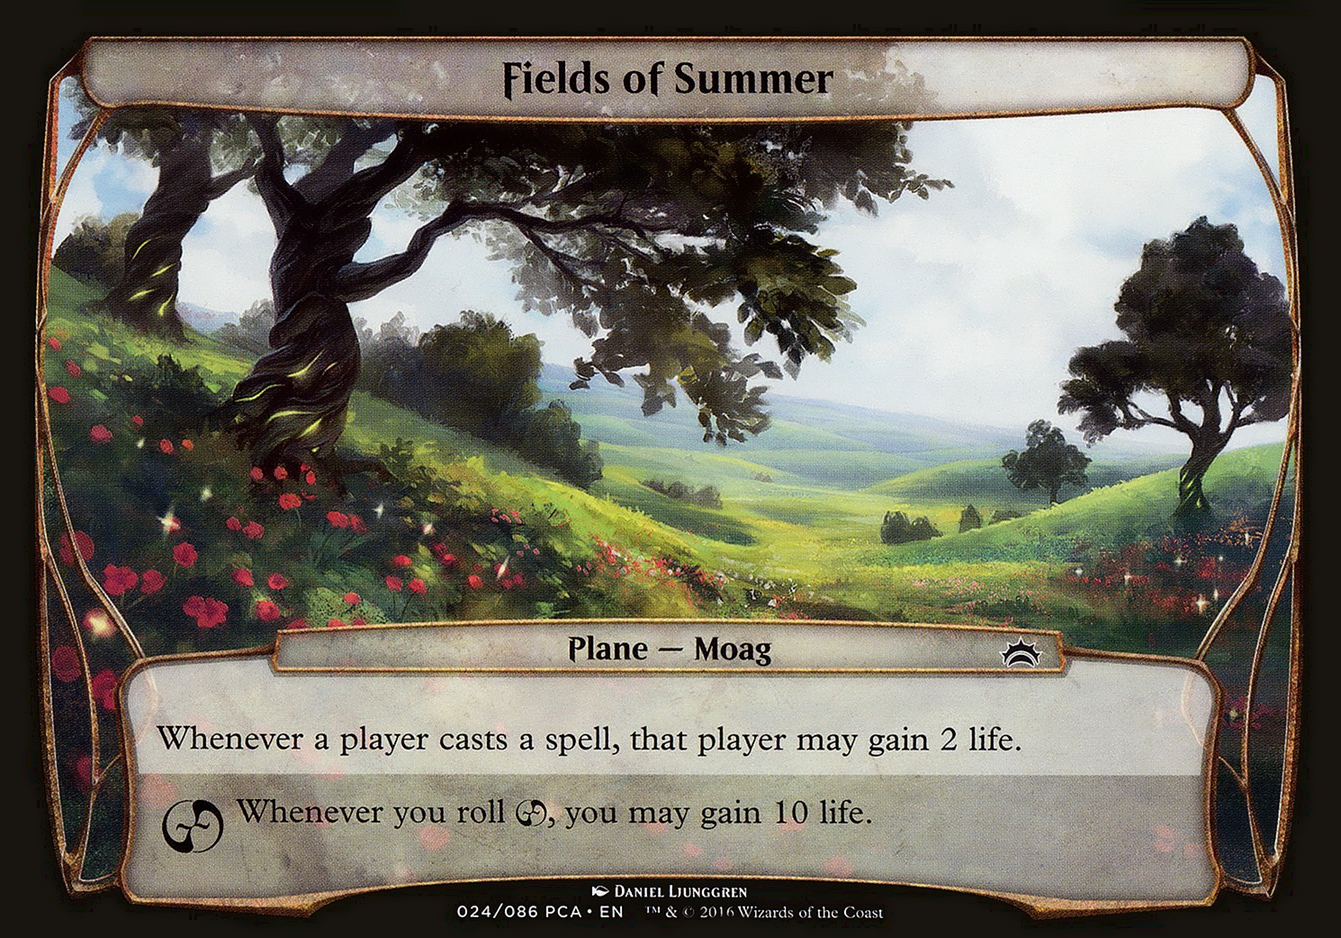 Fields of Summer
Plane — Moag
Whenever a player casts a spell, that player may gain 2 life.
Whenever you roll , you may gain 10 life.
Daniel Ljunggren
024/086 PCA • EN ™ & © 2016 Wizards of the Coast